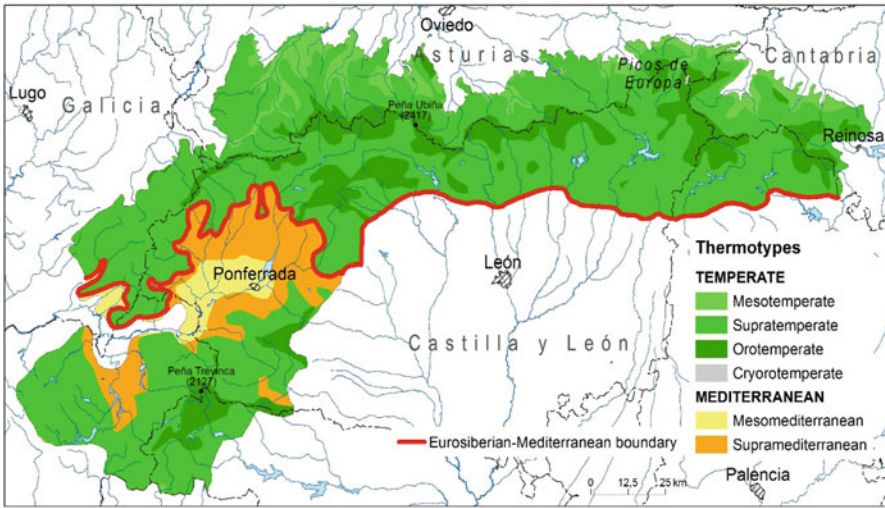 Oviedo
Asturias
Cantabria
Picos de
Europa
Lugo
Galicia
Peña Ubiña
(2417)
Reinosa
Ponferrada
León
Castilla y León
Peña Trevinca
(2127)
Palencia
Thermotypes
TEMPERATE
Mesotemperate
Supratemperate
Orotemperate
Cryorotemperate
MEDITERRANEAN
Mesomediterranean
Supramediterranean
Eurosiberian-Mediterranean boundary
0 12,5 25 km